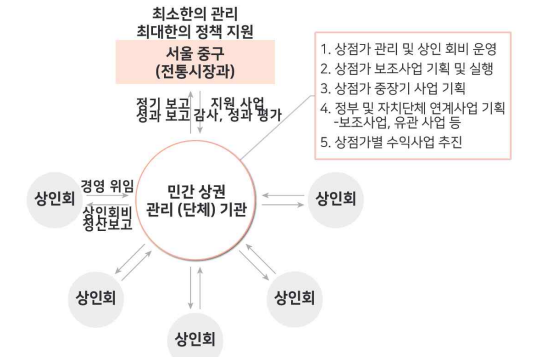 최소한의 관리
최대한의 정책 지원
서울 중구
(전통시장과)
정기 보고 지원 사업
성과 보고 감사, 성과 평가
1. 상점가 관리 및 상인 회비 운영
2. 상점가 보조사업 기획 및 실행
3. 상점가 중장기 사업 기획
4. 정부 및 자치단체 연계사업 기획
-보조사업, 유관 사업 등
5. 상점가별 수익사업 추진
상인회
경영 위임
상인회비
정산보고
민간 상권
관리 (단체) 기관
상인회
상인회
상인회
상인회